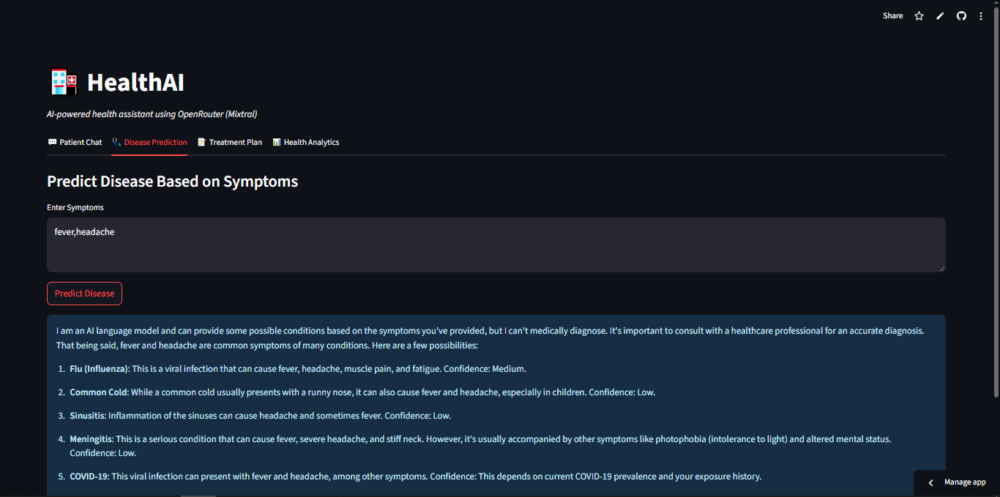 Share
HealthAI
AI-powered health assistant using OpenRouter (Mixtral)
Patient Chat
Disease Prediction
Treatment Plan
Health Analytics
Predict Disease Based on Symptoms
Enter Symptoms
fever,headache
Predict Disease
I am an AI language model and can provide some possible conditions based on the symptoms you've provided, but I can't medically diagnose. It's important to consult with a healthcare professional for an accurate diagnosis.
That being said, fever and headache are common symptoms of many conditions. Here are a few possibilities:
1. Flu (Influenza): This is a viral infection that can cause fever, headache, muscle pain, and fatigue. Confidence: Medium.
2. Common Cold: While a common cold usually presents with a runny nose, it can also cause fever and headache, especially in children. Confidence: Low.
3. Sinusitis: Inflammation of the sinuses can cause headache and sometimes fever. Confidence: Low.
4. Meningitis: This is a serious condition that can cause fever, severe headache, and stiff neck. However, it's usually accompanied by other symptoms like photophobia (intolerance to light) and altered mental status.
Confidence: Low.
5. COVID-19: This viral infection can present with fever and headache, among other symptoms. Confidence: This depends on current COVID-19 prevalence and your exposure history.
Manage app